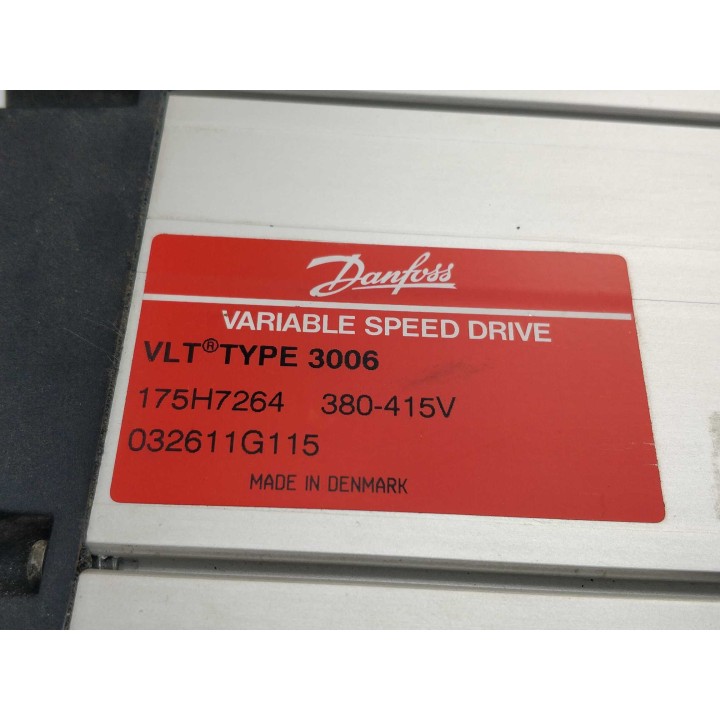 Danfoss
VARIABLE SPEED DRIVE
VLT® TYPE 3006
175H7264 380-415V
032611G115
MADE IN DENMARK